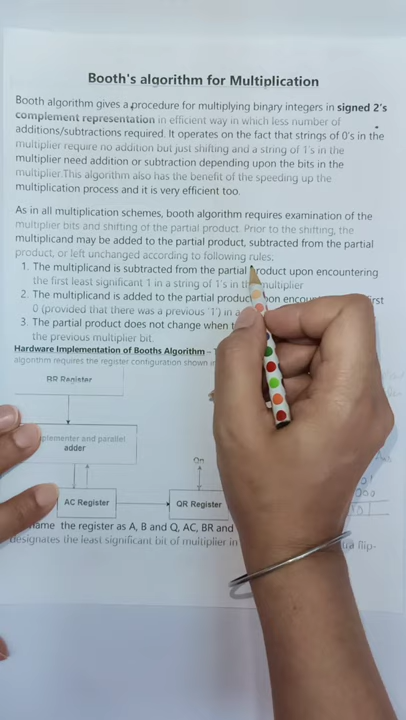 Booth's algorithm for Multiplication
Booth algorithm gives a procedure for multiplying binary integers in signed 2's
complement representation in efficient way in which less number of
additions/subtractions required. It operates on the fact that strings of 0's in the
multiplier require no addition but just shifting and a string of 1's in the
multiplier need addition or subtraction depending upon the bits in the
multiplier.This algorithm also has the benefit of the speeding up the
multiplication process and it is very efficient too.
As in all multiplication schemes, booth algorithm requires examination of the
multiplier bits and shifting of the partial product. Prior to the shifting, the
multiplicand may be added to the partial product, subtracted from the partial
product, or left unchanged according to following rules:
1. The multiplicand is subtracted from the partial product upon encountering
the first least significant 1 in a string of 1's in the multiplier
2. The multiplicand is added to the partial product upon
0 (provided that there was a previous '1') in a
3. The partial product does not change when
the previous multiplier bit.
Hardware Implementation of Booths Algorithm –
algorithm requires the register configuration shown
BR Register
and parallel
adder
Qn
AC Register
QR Register
name the register as A, B and Q, AC, BR and
designates the least significant bit of multiplier in
flip-